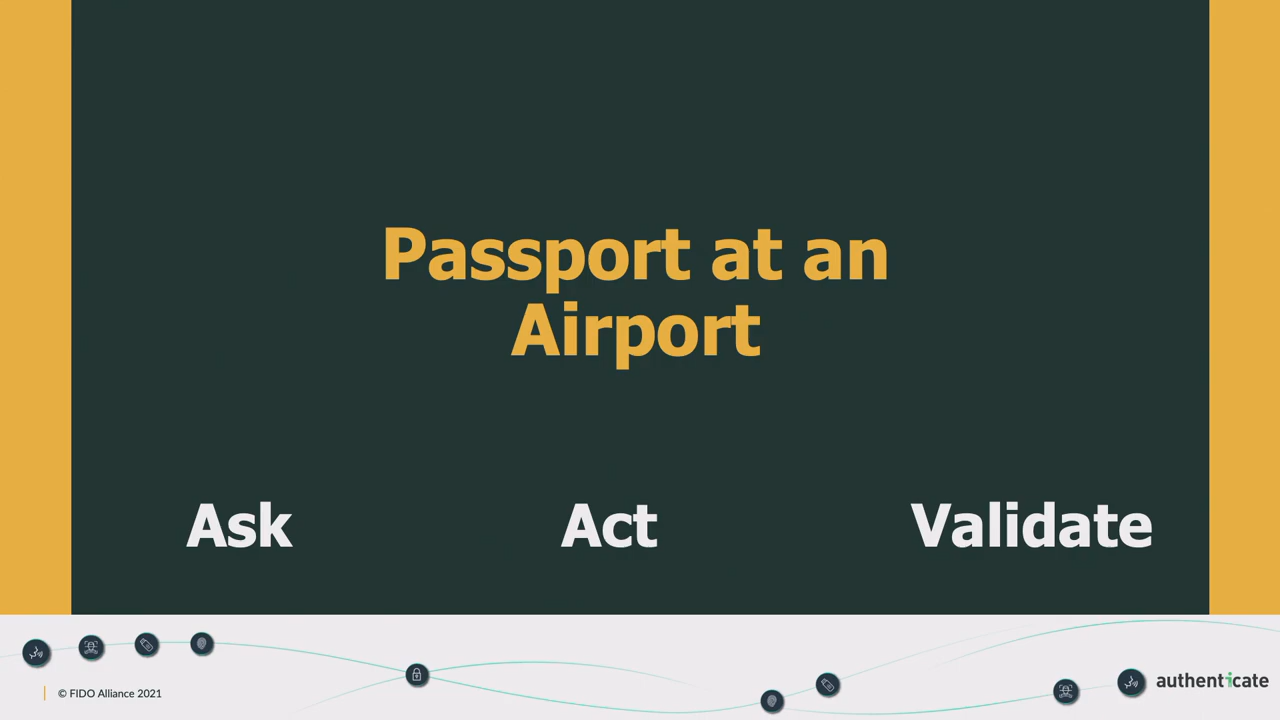 Passport at an
Airport
Ask
Act
Validate
© FIDO Alliance 2021
authenticate